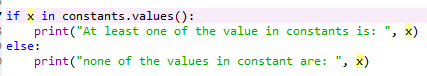 if x in constants.values():
    print("At least one of the value in constants is: ", x)
else:
    print("none of the values in constant are: ", x)